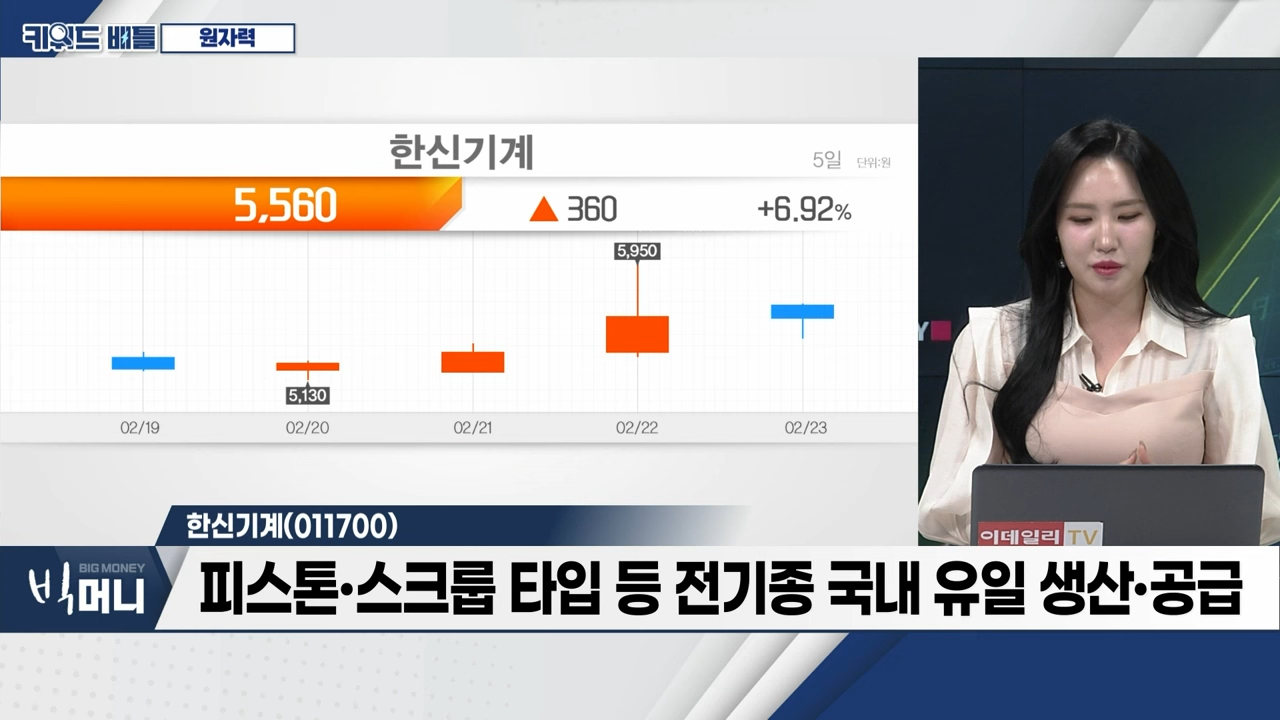 키워드 배틀 원자력
한신기계
5일 단위:원
5,560 ▲ 360 +6.92%
5,950
5,130
02/19 02/20 02/21 02/22 02/23
Y
이데일리 TV
한신기계(011700)
BIG MONEY
빅머니
피스톤·스크롤 타입 등 전기종 국내 유일 생산·공급